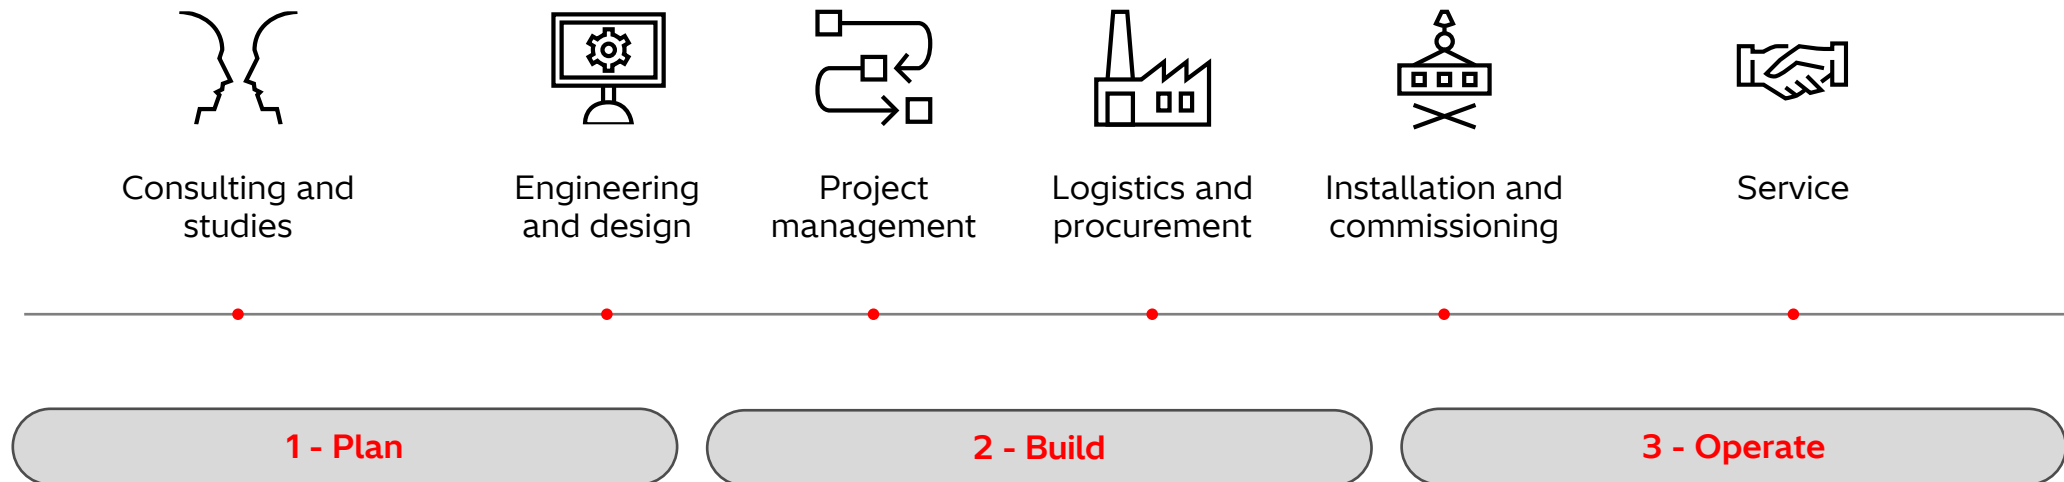 Consulting and
studies
Engineering
and design
Project
management
Logistics and
procurement
Installation and
commissioning
Service
1 - Plan
2 - Build
3 - Operate